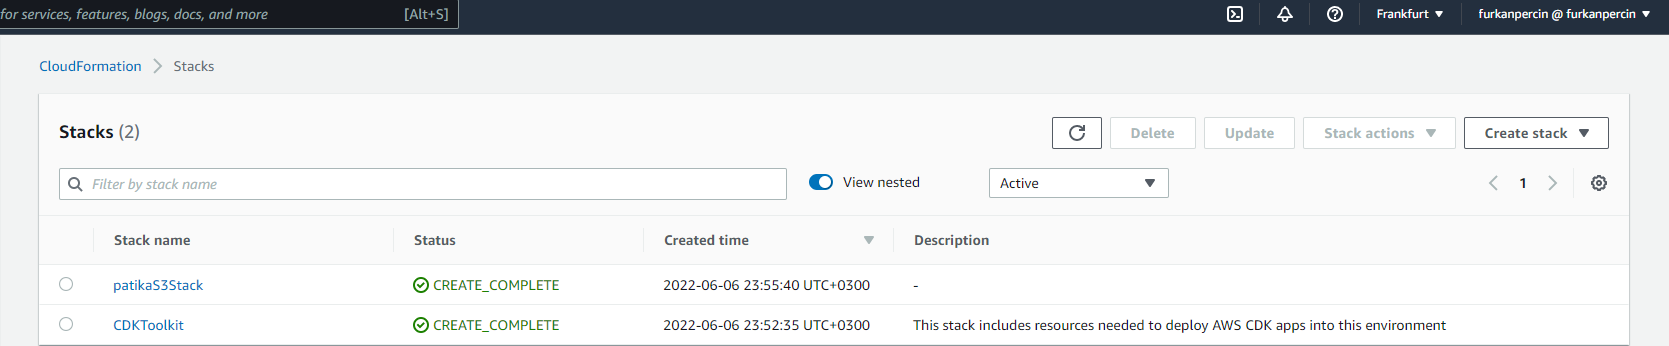 for services, features, blogs, docs, and more [Alt+S] Frankfurt ▼ furkanpercin @ furkanpercin ▼
CloudFormation > Stacks
Stacks (2) Delete Update Stack actions ▼ Create stack ▼
Filter by stack name View nested Active ▼ < 1 >
Stack name Status Created time ▼ Description
patikaS3Stack CREATE_COMPLETE 2022-06-06 23:55:40 UTC+0300 -
CDKToolkit CREATE_COMPLETE 2022-06-06 23:52:35 UTC+0300 This stack includes resources needed to deploy AWS CDK apps into this environment